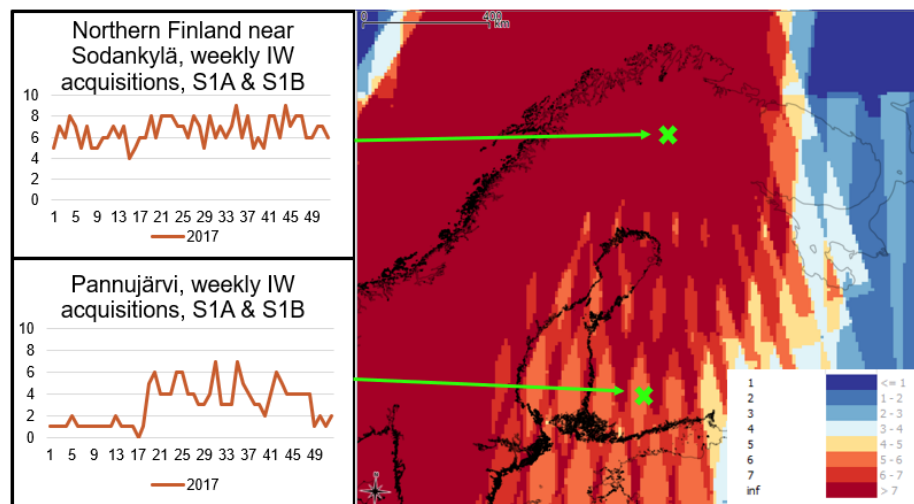 Northern Finland near
Sodankylä, weekly IW
acquisitions, S1A & S1B
10
8
6
4
2
0
1 5 9 13 17 21 25 29 33 37 41 45 49
2017
Pannujärvi, weekly IW
acquisitions, S1A & S1B
10
8
6
4
2
0
1 5 9 13 17 21 25 29 33 37 41 45 49
2017
0 400
km
1 <= 1
2 1 - 2
3 2 - 3
4 3 - 4
5 4 - 5
6 5 - 6
7 6 - 7
inf > 7